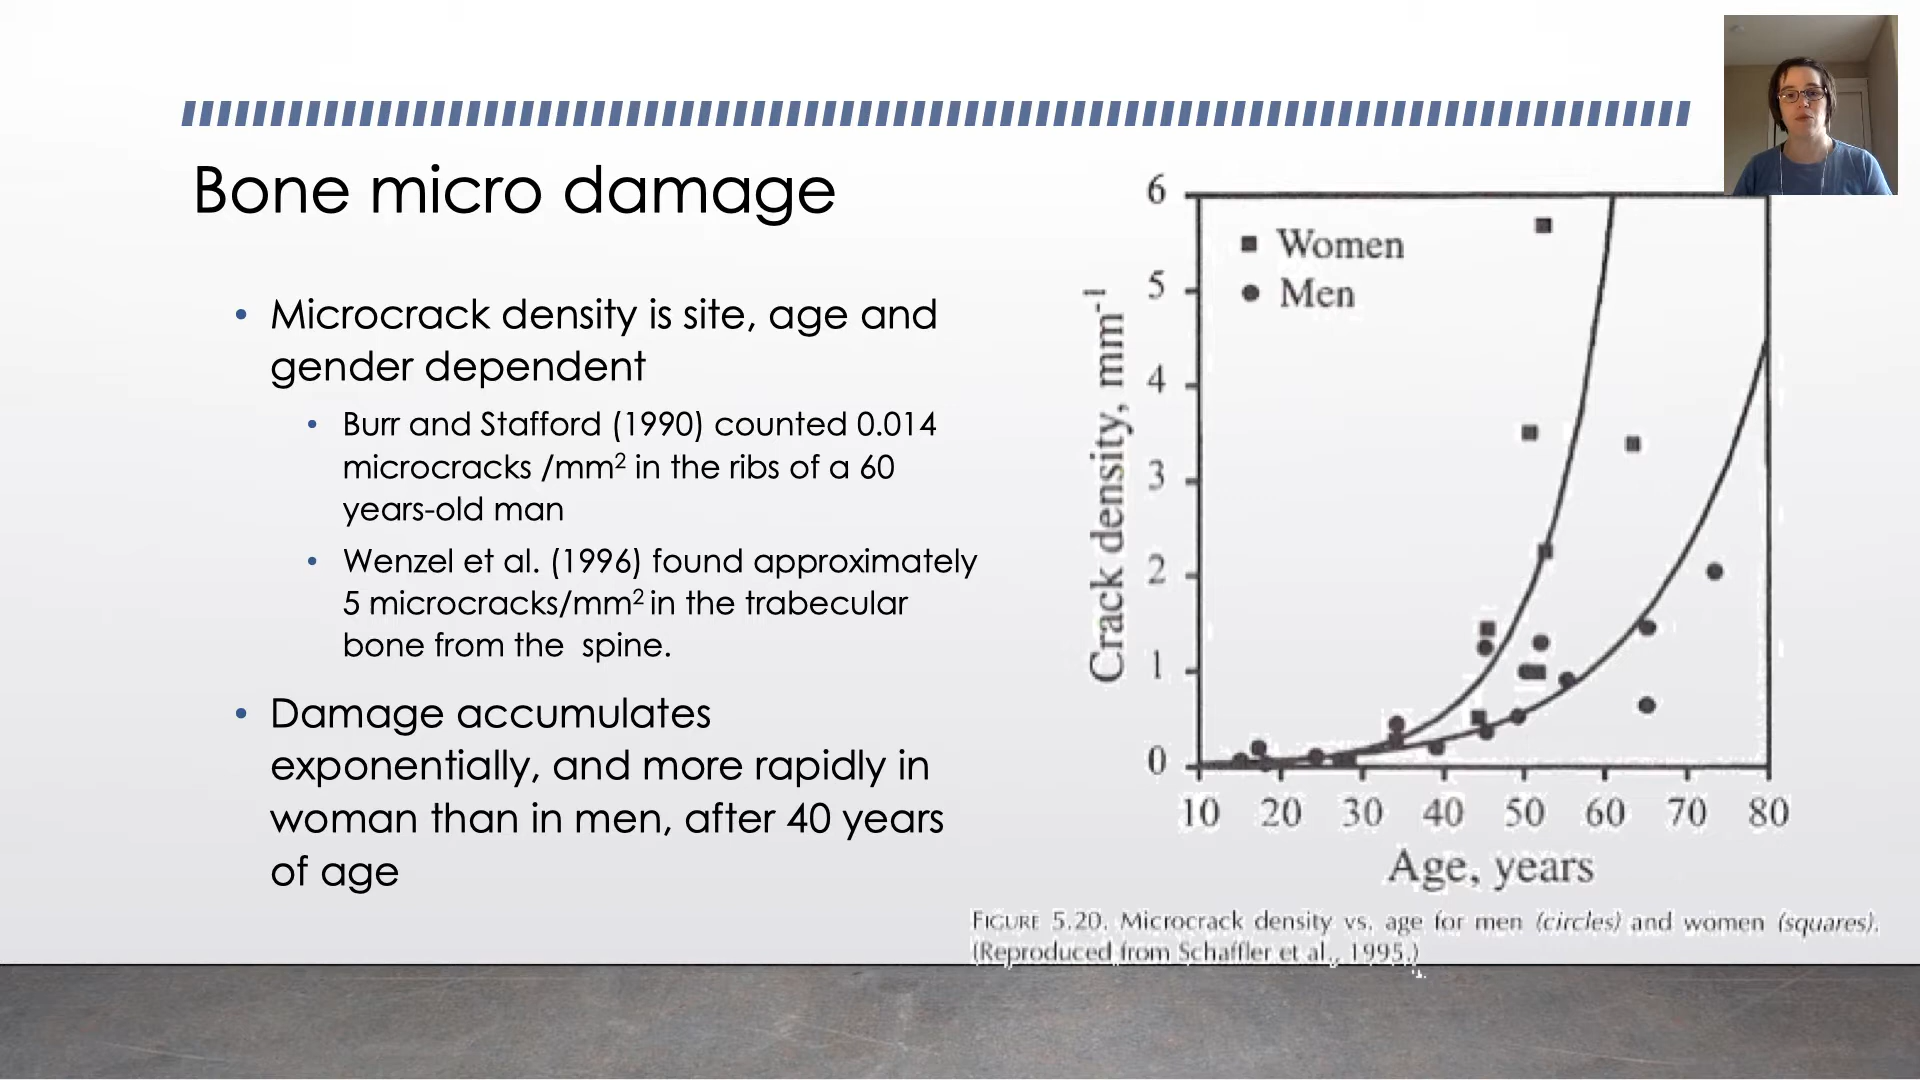 Bone micro damage
• Microcrack density is site, age and
gender dependent
• Burr and Stafford (1990) counted 0.014
microcracks /mm² in the ribs of a 60
years-old man
• Wenzel et al. (1996) found approximately
5 microcracks/mm² in the trabecular
bone from the spine.
• Damage accumulates
exponentially, and more rapidly in
woman than in men, after 40 years
of age
6
5
4
3
2
1
0
Crack density, mm⁻¹
Women
Men
10 20 30 40 50 60 70 80
Age, years
FIGURE 5.20. Microcrack density vs. age for men (circles) and women (squares).
(Reproduced from Schaffler et al., 1995.)